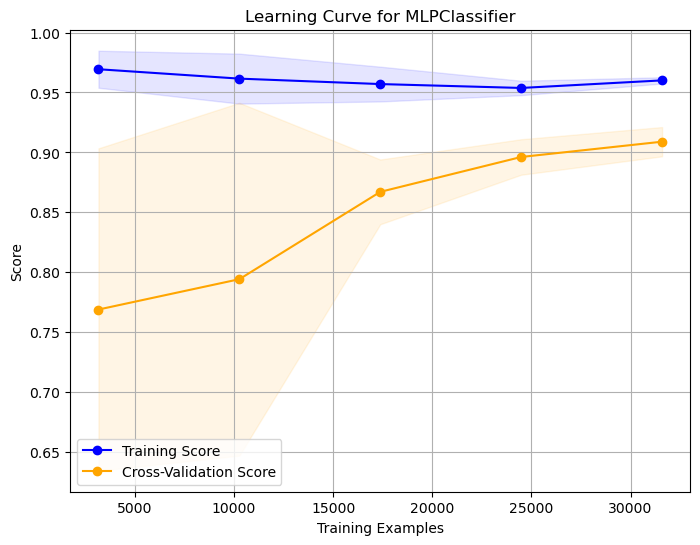 Learning Curve for MLPClassifier
1.00
0.95
0.90
0.85
0.80
0.75
0.70
0.65
Score
Training Score
Cross-Validation Score
5000 10000 15000 20000 25000 30000
Training Examples